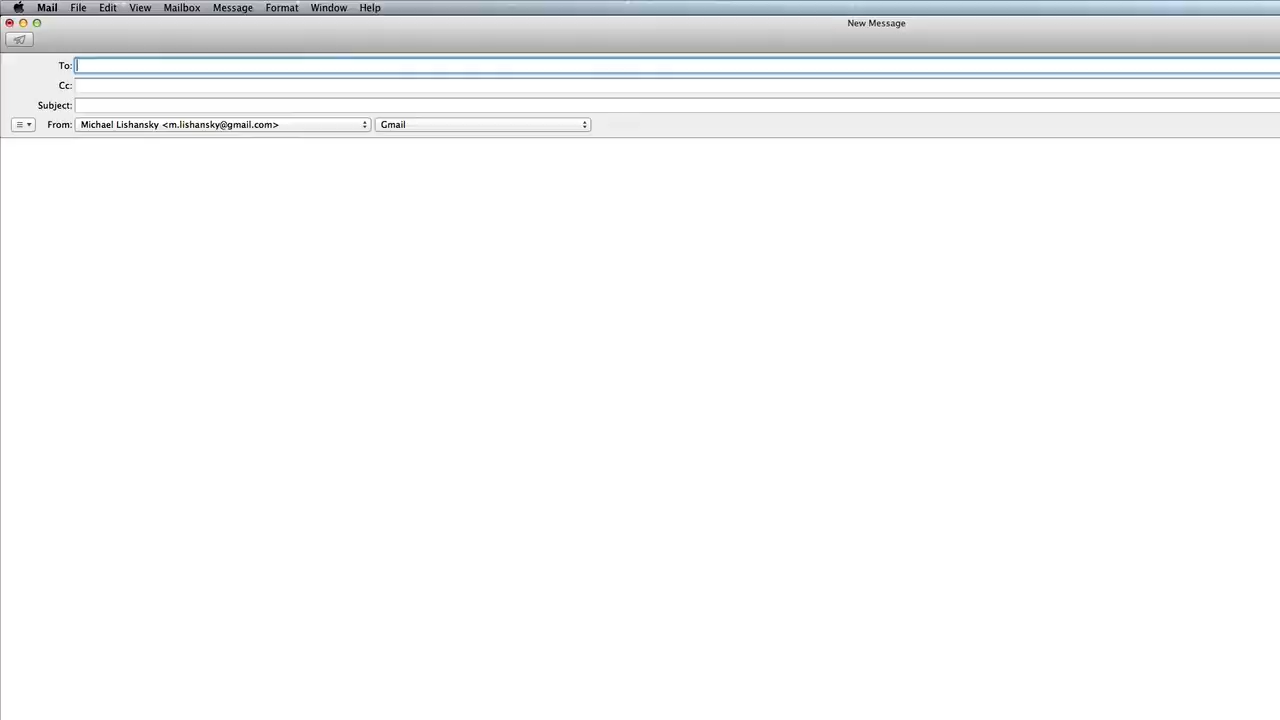 Mail File Edit View Mailbox Message Format Window Help
New Message
To:
Cc:
Subject:
From: Michael Lishansky <m.lishansky@gmail.com> Gmail